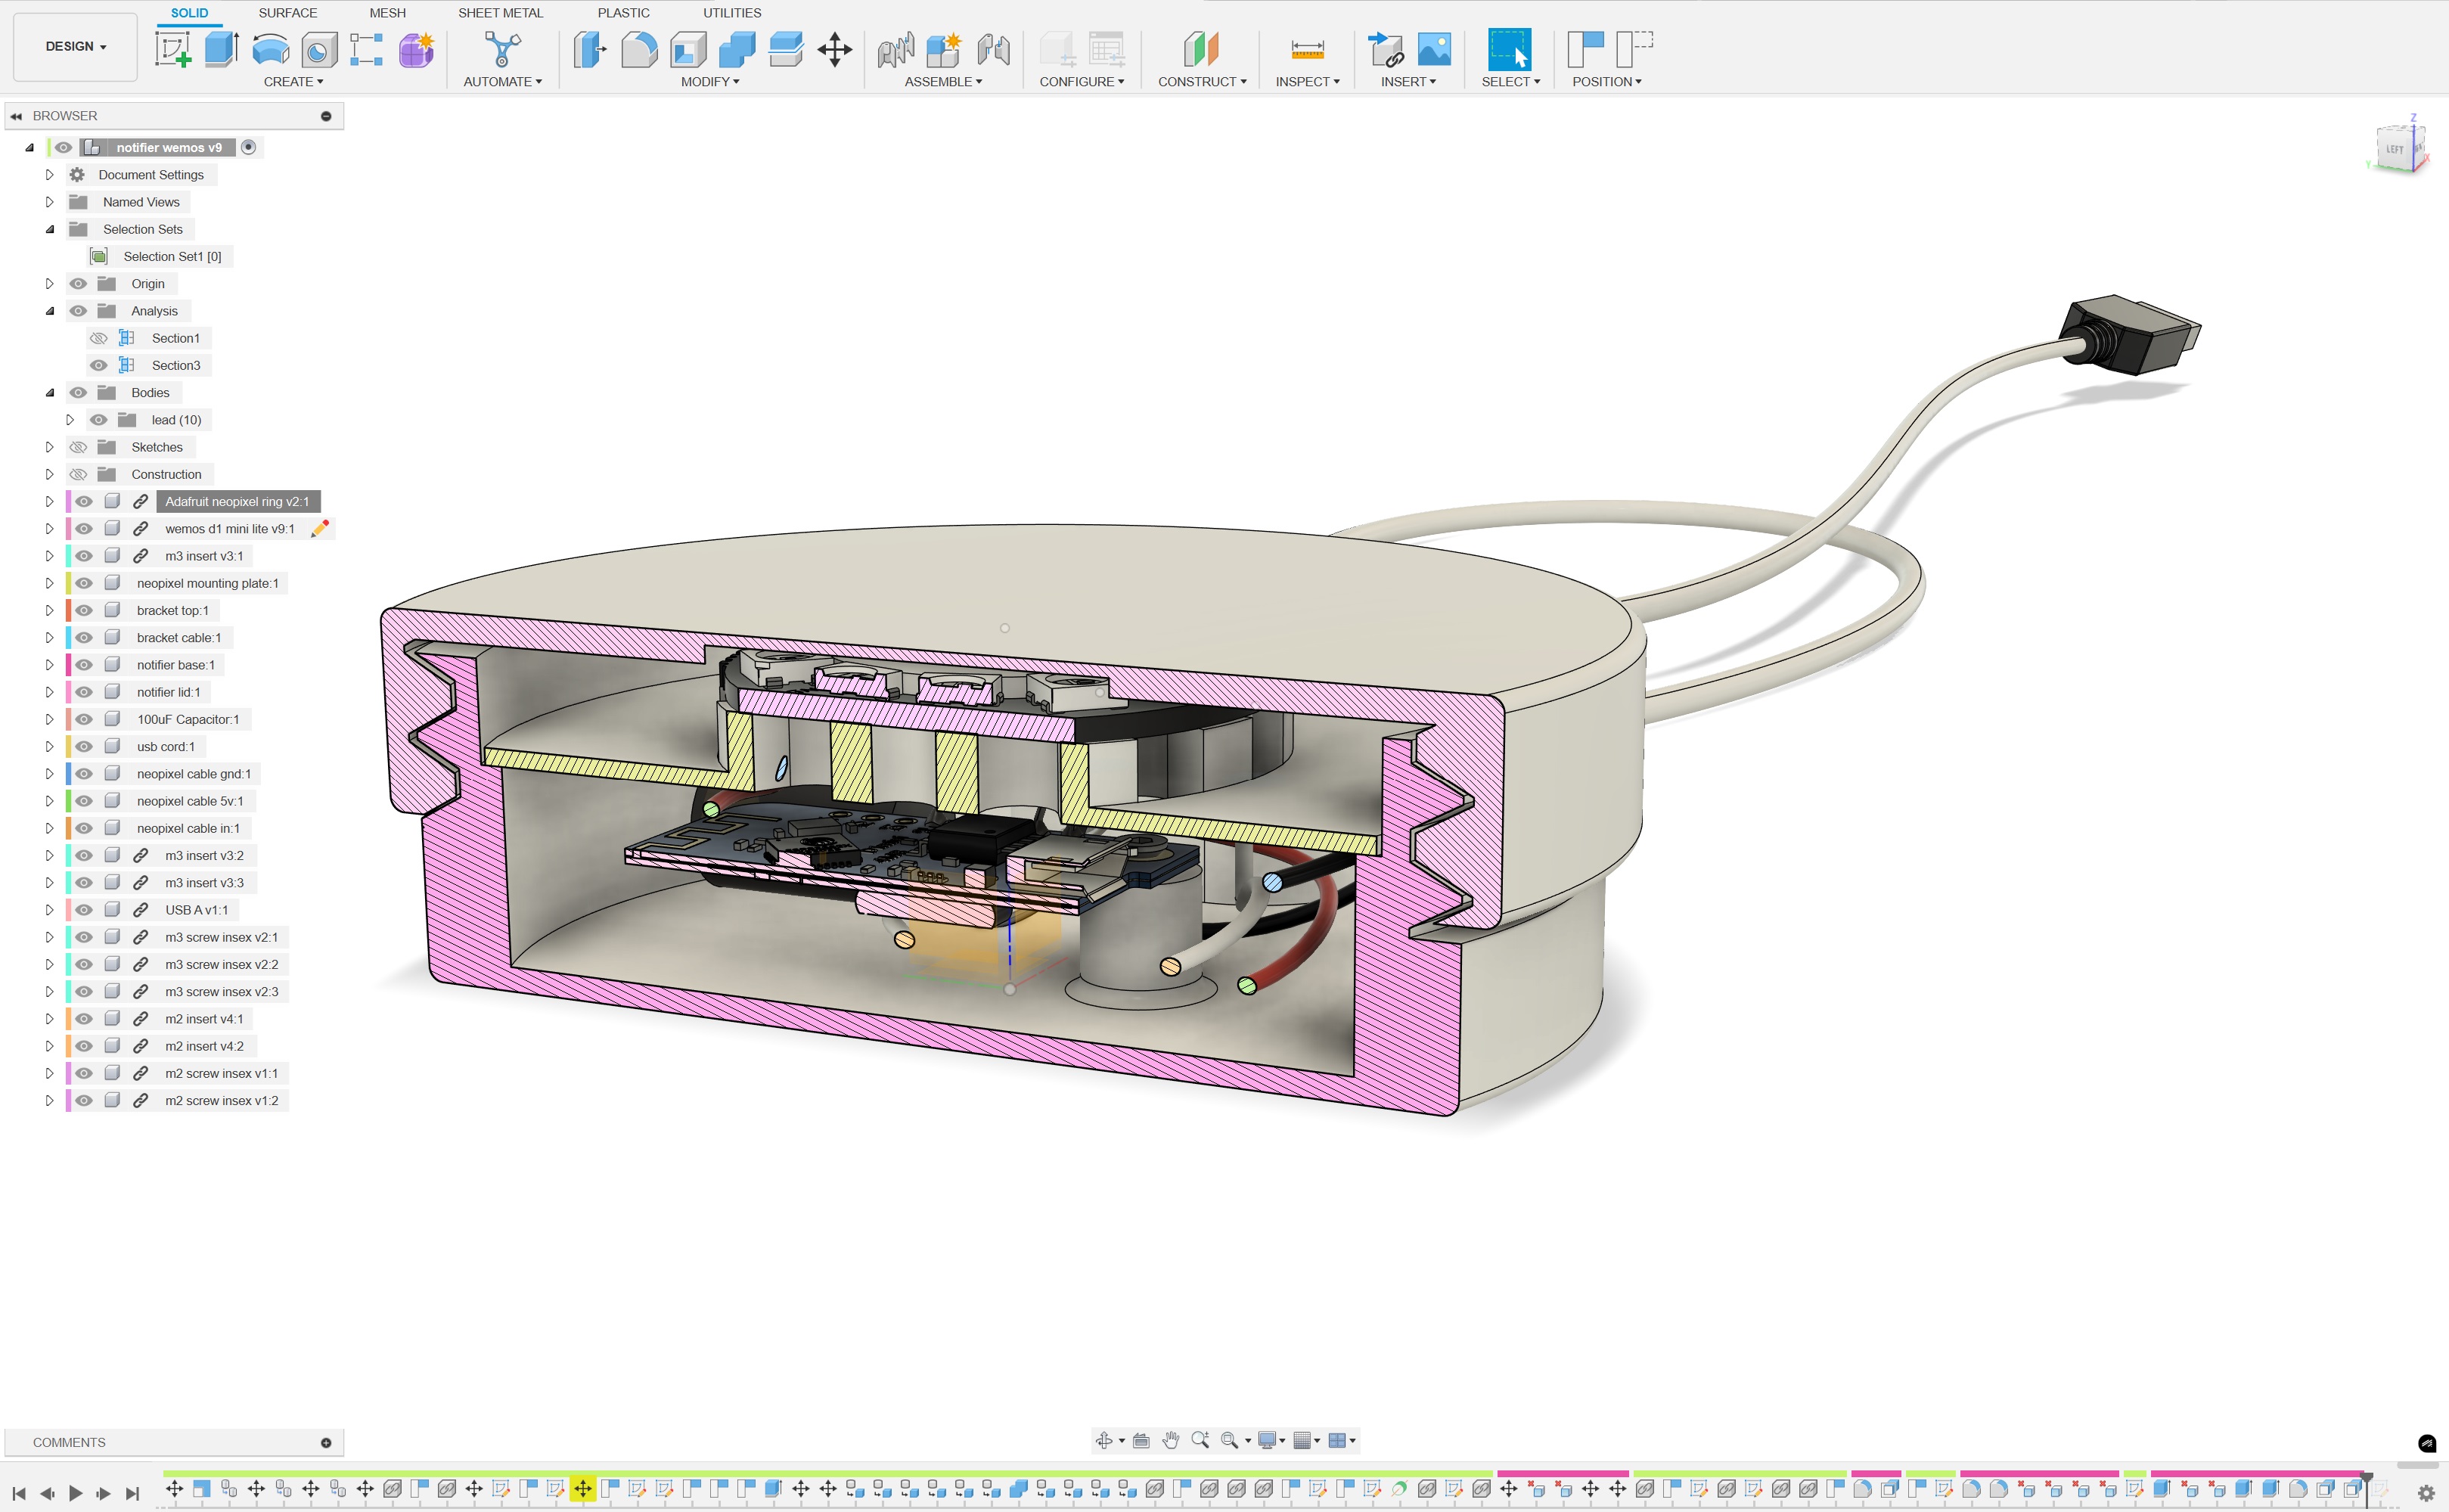 SOLID SURFACE MESH SHEET METAL PLASTIC UTILITIES
DESIGN
CREATE AUTOMATE MODIFY ASSEMBLE CONFIGURE CONSTRUCT INSPECT INSERT SELECT POSITION
BROWSER
notifier wemos v9
Document Settings
Named Views
Selection Sets
Selection Set1 [0]
Origin
Analysis
Section1
Section3
Bodies
lead (10)
Sketches
Construction
Adafruit neopixel ring v2:1
wemos d1 mini lite v9:1
m3 insert v3:1
neopixel mounting plate:1
bracket top:1
bracket cable:1
notifier base:1
notifier lid:1
100uF Capacitor:1
usb cord:1
neopixel cable gnd:1
neopixel cable 5v:1
neopixel cable in:1
m3 insert v3:2
m3 insert v3:3
USB A v1:1
m3 screw insex v2:1
m3 screw insex v2:2
m3 screw insex v2:3
m2 insert v4:1
m2 insert v4:2
m2 screw insex v1:1
m2 screw insex v1:2
Z
LEFT
Y
X
COMMENTS